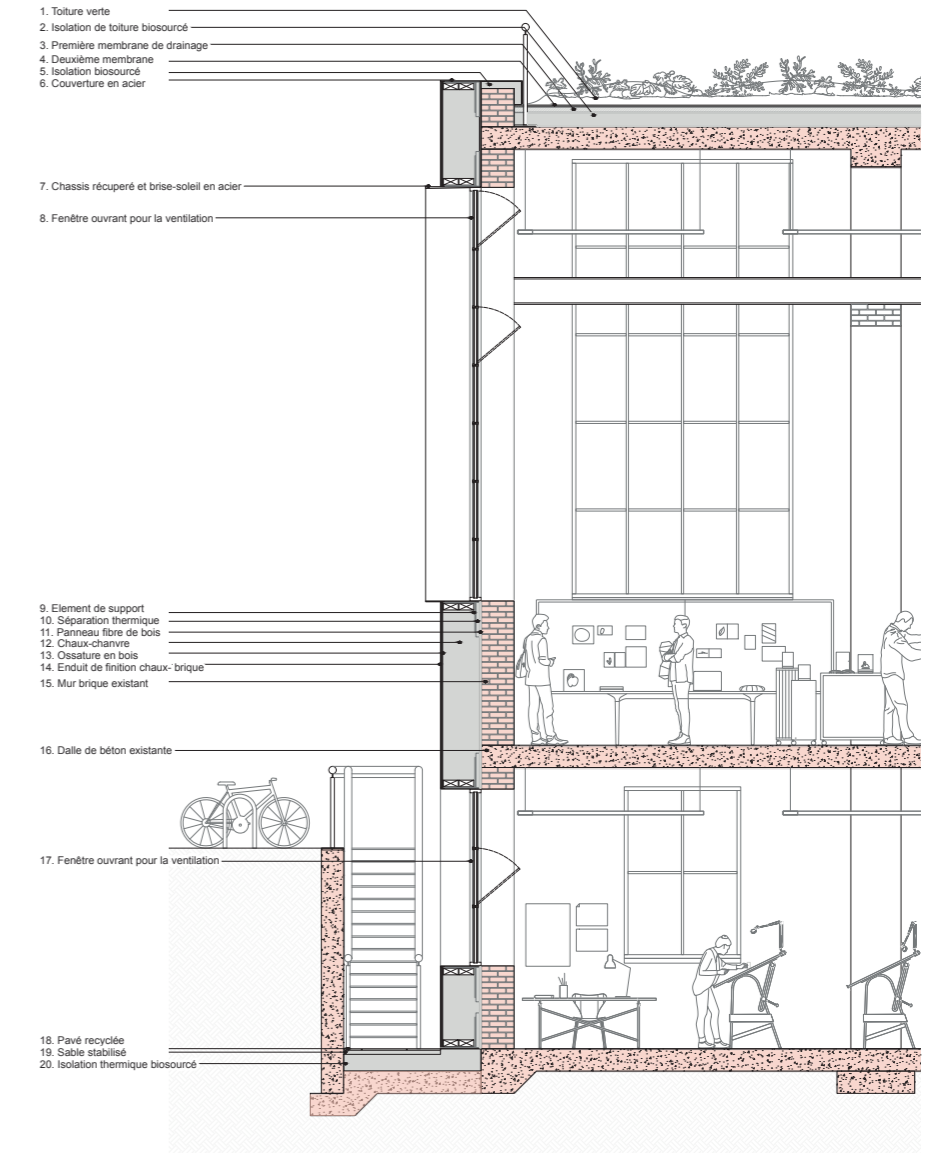 1. Toiture verte
2. Isolation de toiture biosourcé
3. Première membrane de drainage
4. Deuxième membrane
5. Isolation biosourcé
6. Couverture en acier
7. Chassis récuperé et brise-soleil en acier
8. Fenêtre ouvrant pour la ventilation
9. Element de support
10. Séparation thermique
11. Panneau fibre de bois
12. Chaux-chanvre
13. Ossature en bois
14. Enduit de finition chaux- brique
15. Mur brique existant
16. Dalle de béton existante
17. Fenêtre ouvrant pour la ventilation
18. Pavé recyclée
19. Sable stabilisé
20. Isolation thermique biosourcé